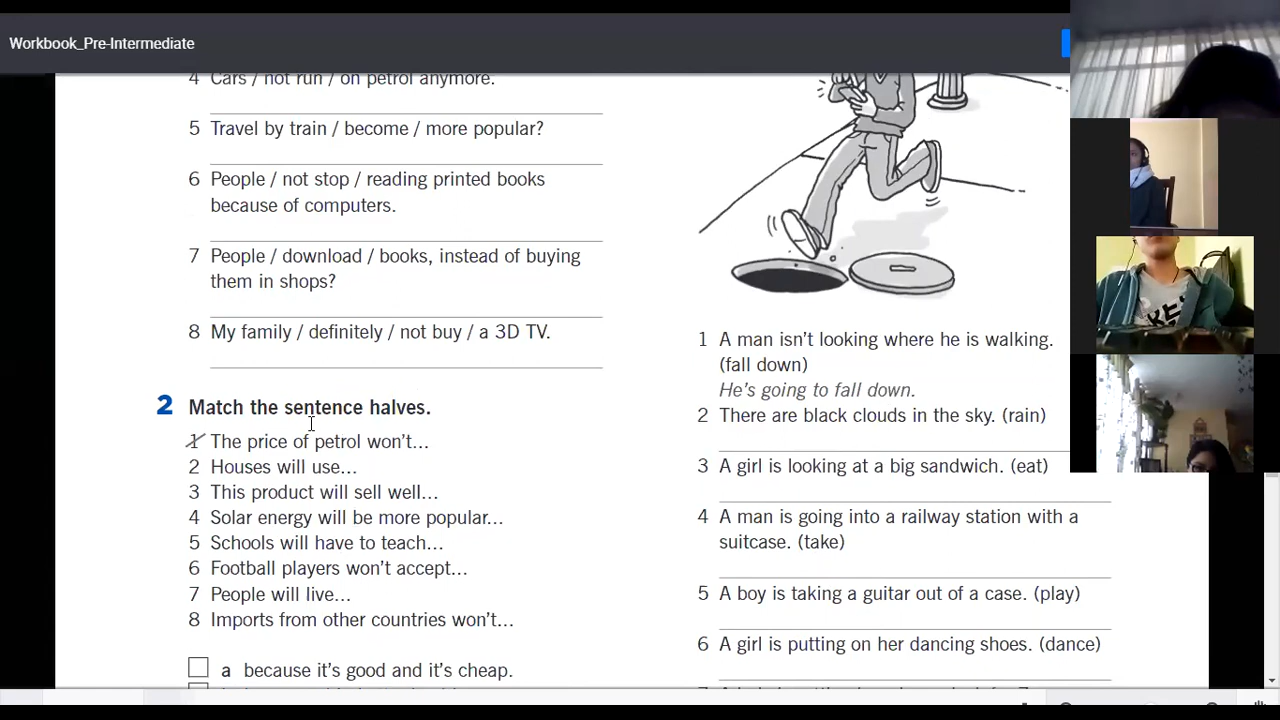 Workbook_Pre-Intermediate
4 Cars / not run / on petrol anymore.
5 Travel by train / become / more popular?
6 People / not stop / reading printed books
because of computers.
7 People / download / books, instead of buying
them in shops?
8 My family / definitely / not buy / a 3D TV.
2 Match the sentence halves.
1 The price of petrol won't...
2 Houses will use...
3 This product will sell well...
4 Solar energy will be more popular...
5 Schools will have to teach...
6 Football players won't accept...
7 People will live...
8 Imports from other countries won't...
a because it's good and it's cheap.
1 A man isn't looking where he is walking.
(fall down)
He's going to fall down.
2 There are black clouds in the sky. (rain)
3 A girl is looking at a big sandwich. (eat)
4 A man is going into a railway station with a
suitcase. (take)
5 A boy is taking a guitar out of a case. (play)
6 A girl is putting on her dancing shoes. (dance)